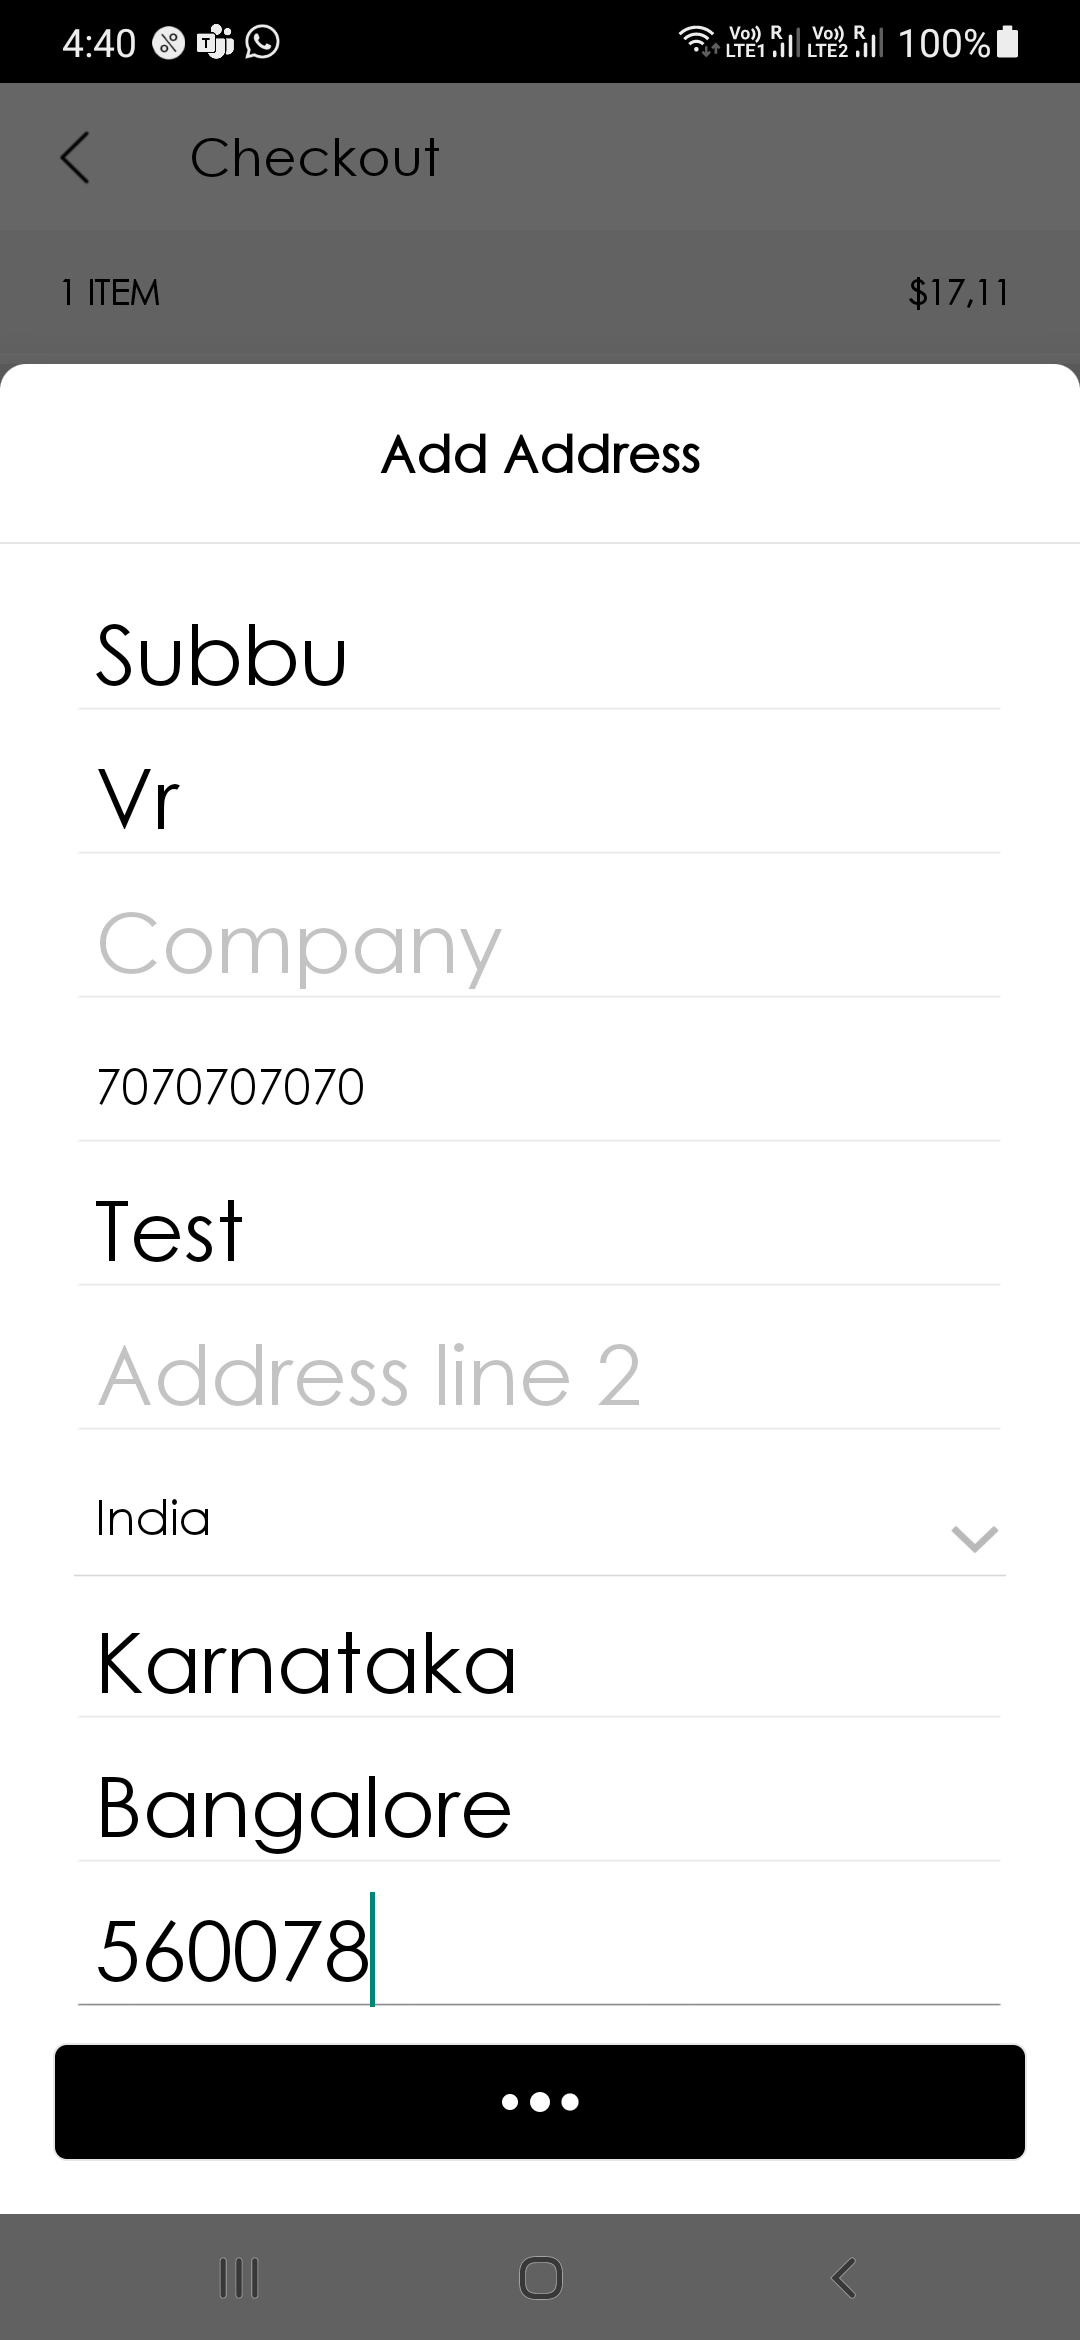 4:40 Vo)) R Vo)) R 100%
LTE1 LTE2
Checkout
1 ITEM $17,11
Add Address
Subbu
Vr
Company
7070707070
Test
Address line 2
India
Karnataka
Bangalore
560078